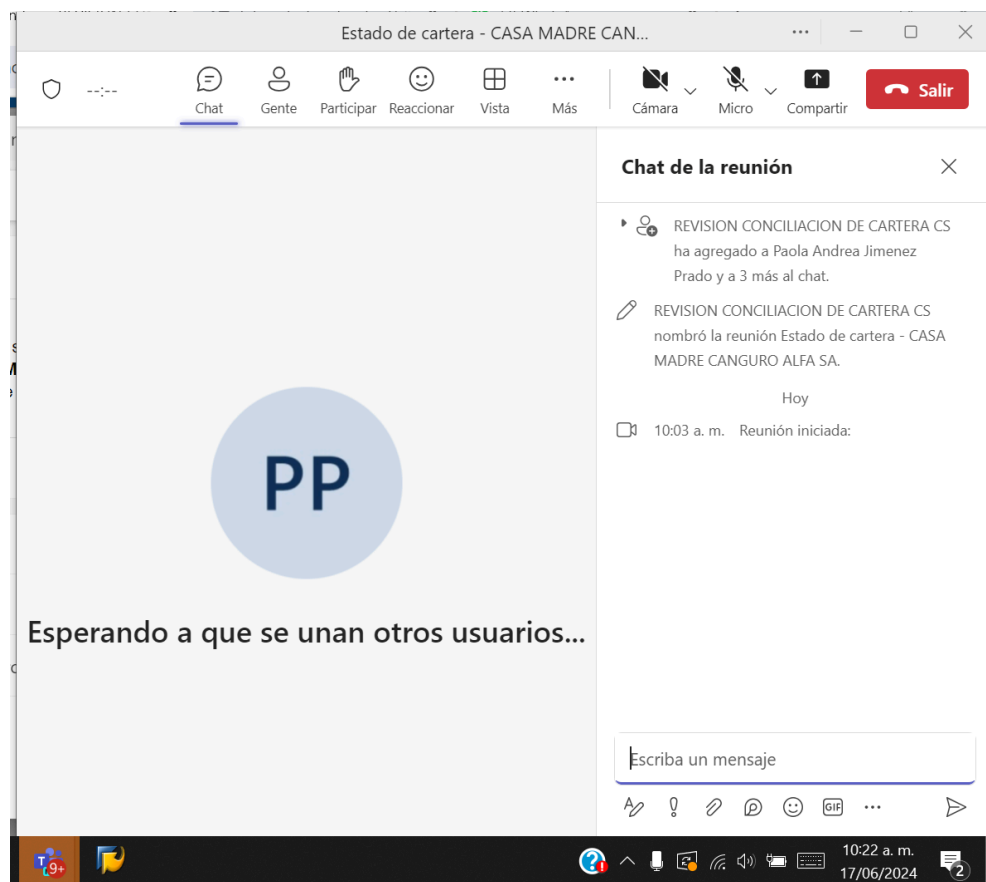 Estado de cartera - CASA MADRE CAN...
--:--
Chat
Gente
Participar
Reaccionar
Vista
Más
Cámara
Micro
Compartir
Salir
PP
Esperando a que se unan otros usuarios...
Chat de la reunión
REVISION CONCILIACION DE CARTERA CS
ha agregado a Paola Andrea Jimenez
Prado y a 3 más al chat.
REVISION CONCILIACION DE CARTERA CS
nombró la reunión Estado de cartera - CASA
MADRE CANGURO ALFA SA.
Hoy
10:03 a. m. Reunión iniciada:
Escriba un mensaje
GIF
9+
10:22 a. m.
17/06/2024
2